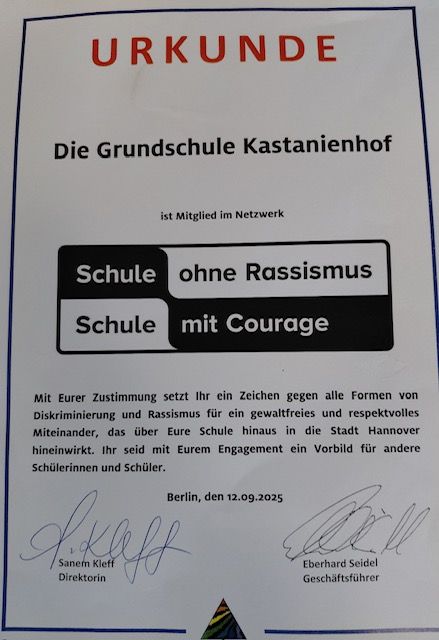 URKUNDE
Die Grundschule Kastanienhof
ist Mitglied im Netzwerk
Schule ohne Rassismus
Schule mit Courage
Mit Eurer Zustimmung setzt Ihr ein Zeichen gegen alle Formen von
Diskriminierung und Rassismus für ein gewaltfreies und respektvolles
Miteinander, das über Eure Schule hinaus in die Stadt Hannover
hineinwirkt. Ihr seid mit Eurem Engagement ein Vorbild für andere
Schülerinnen und Schüler.
Berlin, den 12.09.2025
S. Kleff
Sanem Kleff
Direktorin
Eberhard Seidel
Geschäftsführer